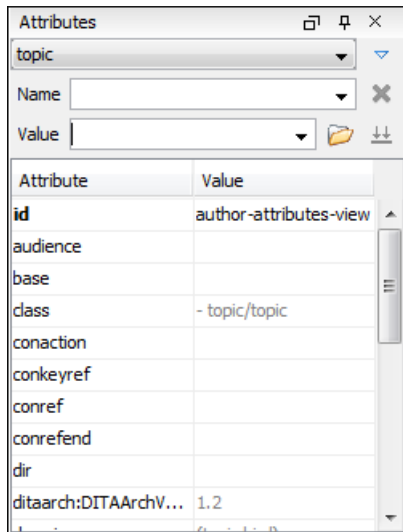 Attributes
topic
Name
Value
Attribute Value
id author-attributes-view
audience
base
class - topic/topic
conaction
conkeyref
conref
conrefend
dir
ditaarch:DITAArchV... 1.2